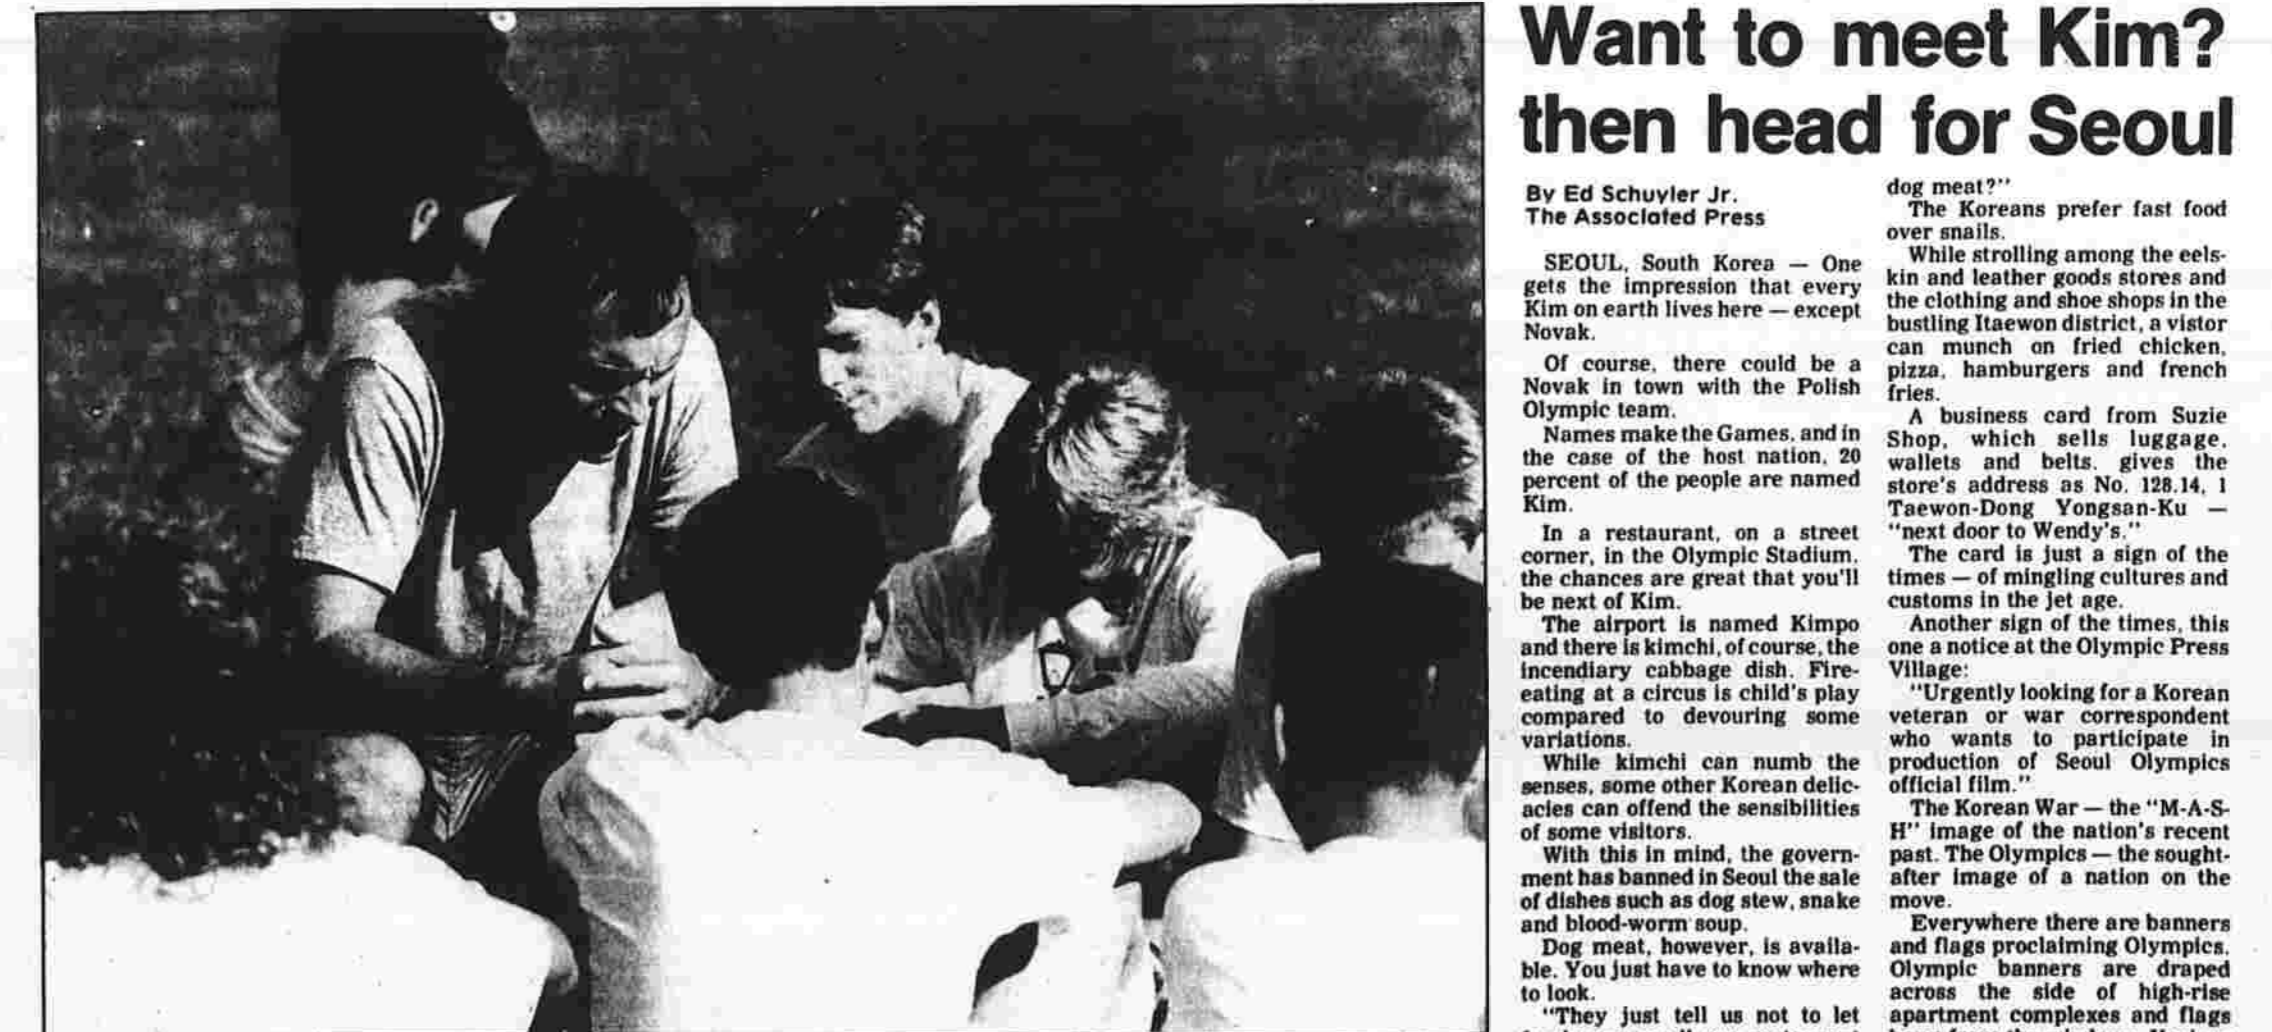 Want to meet Kim?
then head for Seoul
By Ed Schuyler Jr.
The Associated Press
SEOUL, South Korea — One
gets the impression that every
Kim on earth lives here — except
Novak.
Of course, there could be a
Novak in town with the Polish
Olympic team.
Names make the Games, and in
the case of the host nation, 20
percent of the people are named
Kim.
In a restaurant, on a street
corner, in the Olympic Stadium,
the chances are great that you'll
be next of Kim.
The airport is named Kimpo
and there is kimchi, of course, the
incendiary cabbage dish. Fire-
eating at a circus is child's play
compared to devouring some
variations.
While kimchi can numb the
senses, some other Korean delic-
acies can offend the sensibilities
of some visitors.
With this in mind, the govern-
ment has banned in Seoul the sale
of dishes such as dog stew, snake
and blood-worm soup.
Dog meat, however, is availa-
ble. You just have to know where
to look.
"They just tell us not to let
dog meat?"
The Koreans prefer fast food
over snails.
While strolling among the eels-
kin and leather goods stores and
the clothing and shoe shops in the
bustling Itaewon district, a vistor
can munch on fried chicken,
pizza, hamburgers and french
fries.
A business card from Suzie
Shop, which sells luggage,
wallets and belts, gives the
store's address as No. 128.14, 1
Taewon-Dong Yongsan-Ku —
"next door to Wendy's."
The card is just a sign of the
times — of mingling cultures and
customs in the jet age.
Another sign of the times, this
one a notice at the Olympic Press
Village:
"Urgently looking for a Korean
veteran or war correspondent
who wants to participate in
production of Seoul Olympics
official film."
The Korean War — the "M-A-S-
H" image of the nation's recent
past. The Olympics — the sought-
after image of a nation on the
move.
Everywhere there are banners
and flags proclaiming Olympics.
Olympic banners are draped
across the side of high-rise
apartment complexes and flags